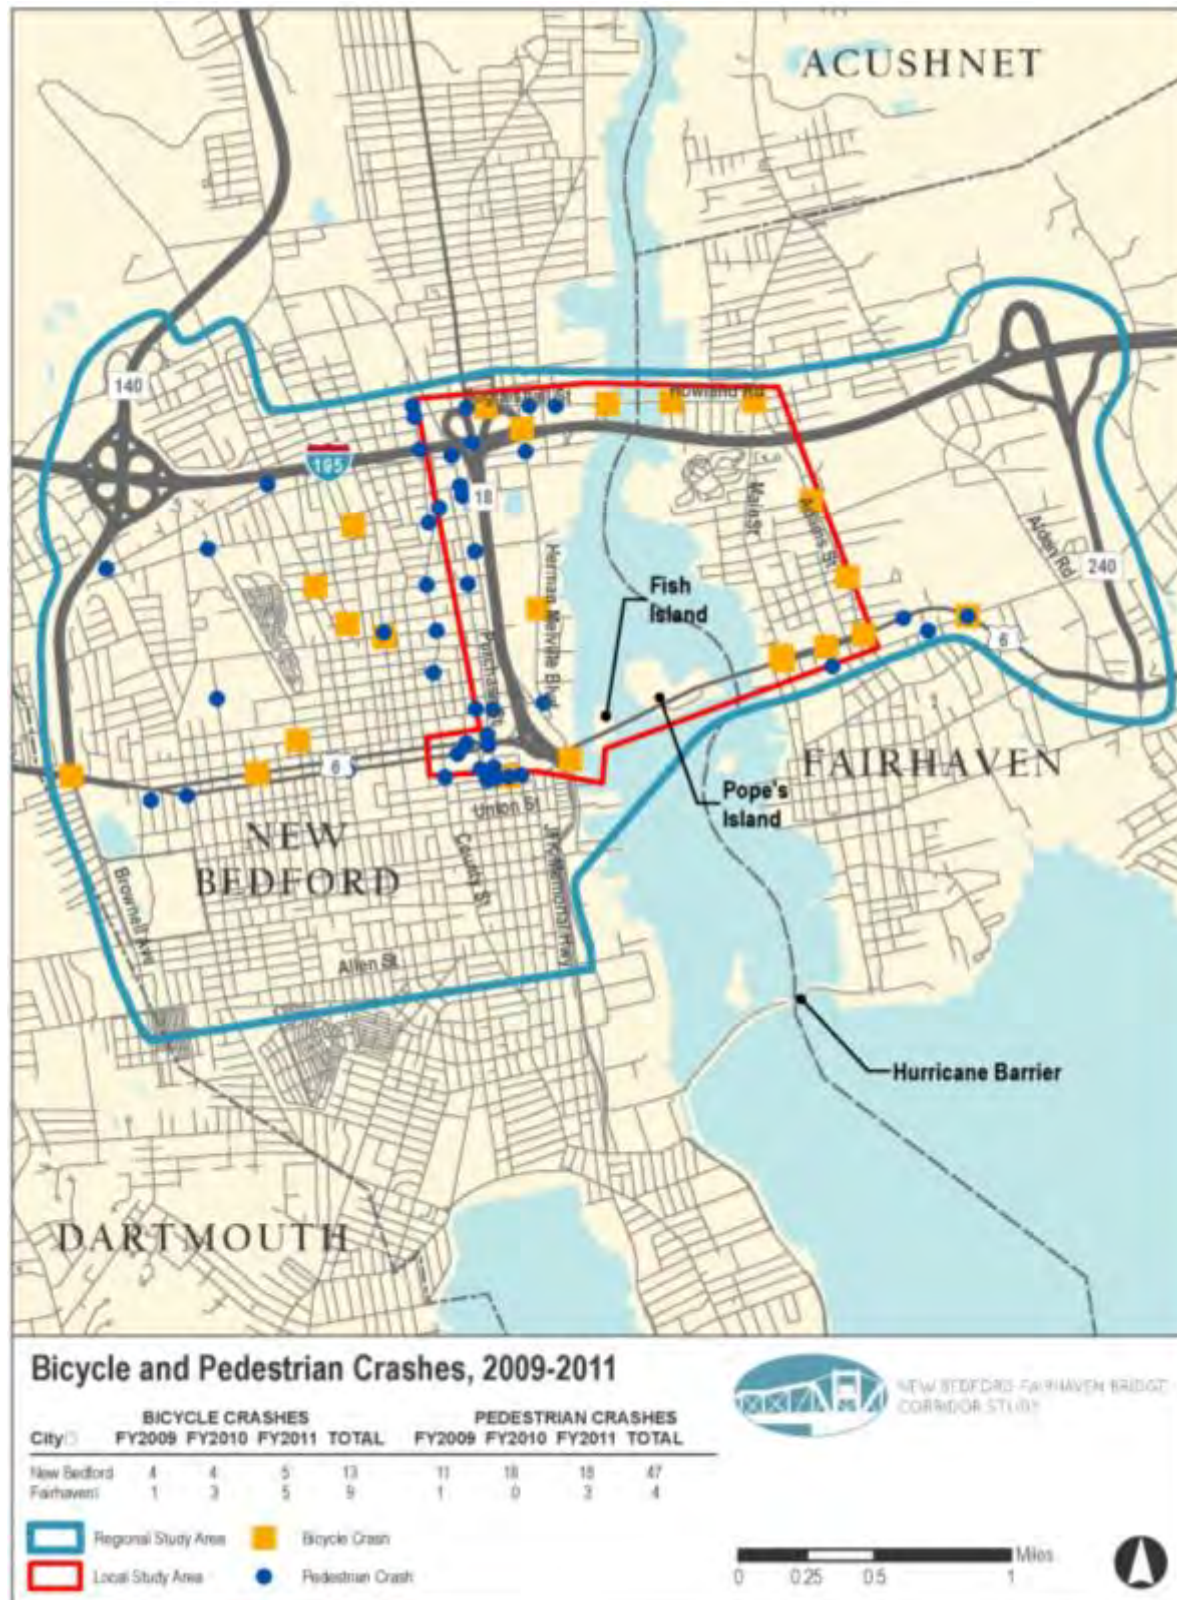 ACUSHNET
140
Howland Rd
195
18
Main St
Adams St
Alden Rd
240
Herman Melville Blvd
Fish
Island
Purchase St
6
6
FAIRHAVEN
Pope's
Island
Union St
NEW
BEDFORD
County St
JFK Memorial Hwy
Brownell Ave
Allen St
Hurricane Barrier
DARTMOUTH
Bicycle and Pedestrian Crashes, 2009-2011
NEW BEDFORD-FAIRHAVEN BRIDGE
CORRIDOR STUDY
BICYCLE CRASHES PEDESTRIAN CRASHES
City FY2009 FY2010 FY2011 TOTAL FY2009 FY2010 FY2011 TOTAL
New Bedford 4 4 5 13 11 18 18 47
Fairhaven 1 3 5 9 1 0 3 4
Regional Study Area Bicycle Crash
Local Study Area Pedestrian Crash
Miles
0 0.25 0.5 1